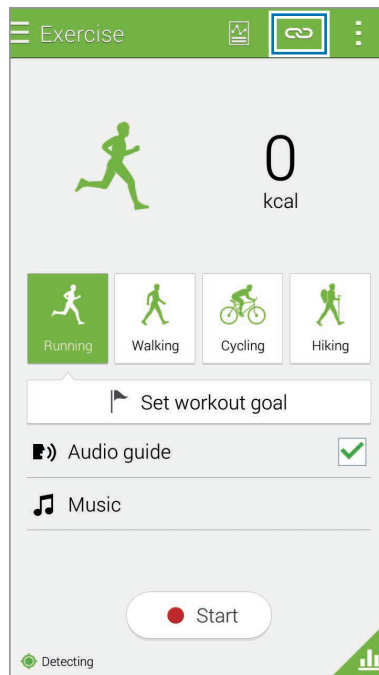 Exercise
0
kcal
Running
Walking
Cycling
Hiking
Set workout goal
Audio guide
Music
Start
Detecting